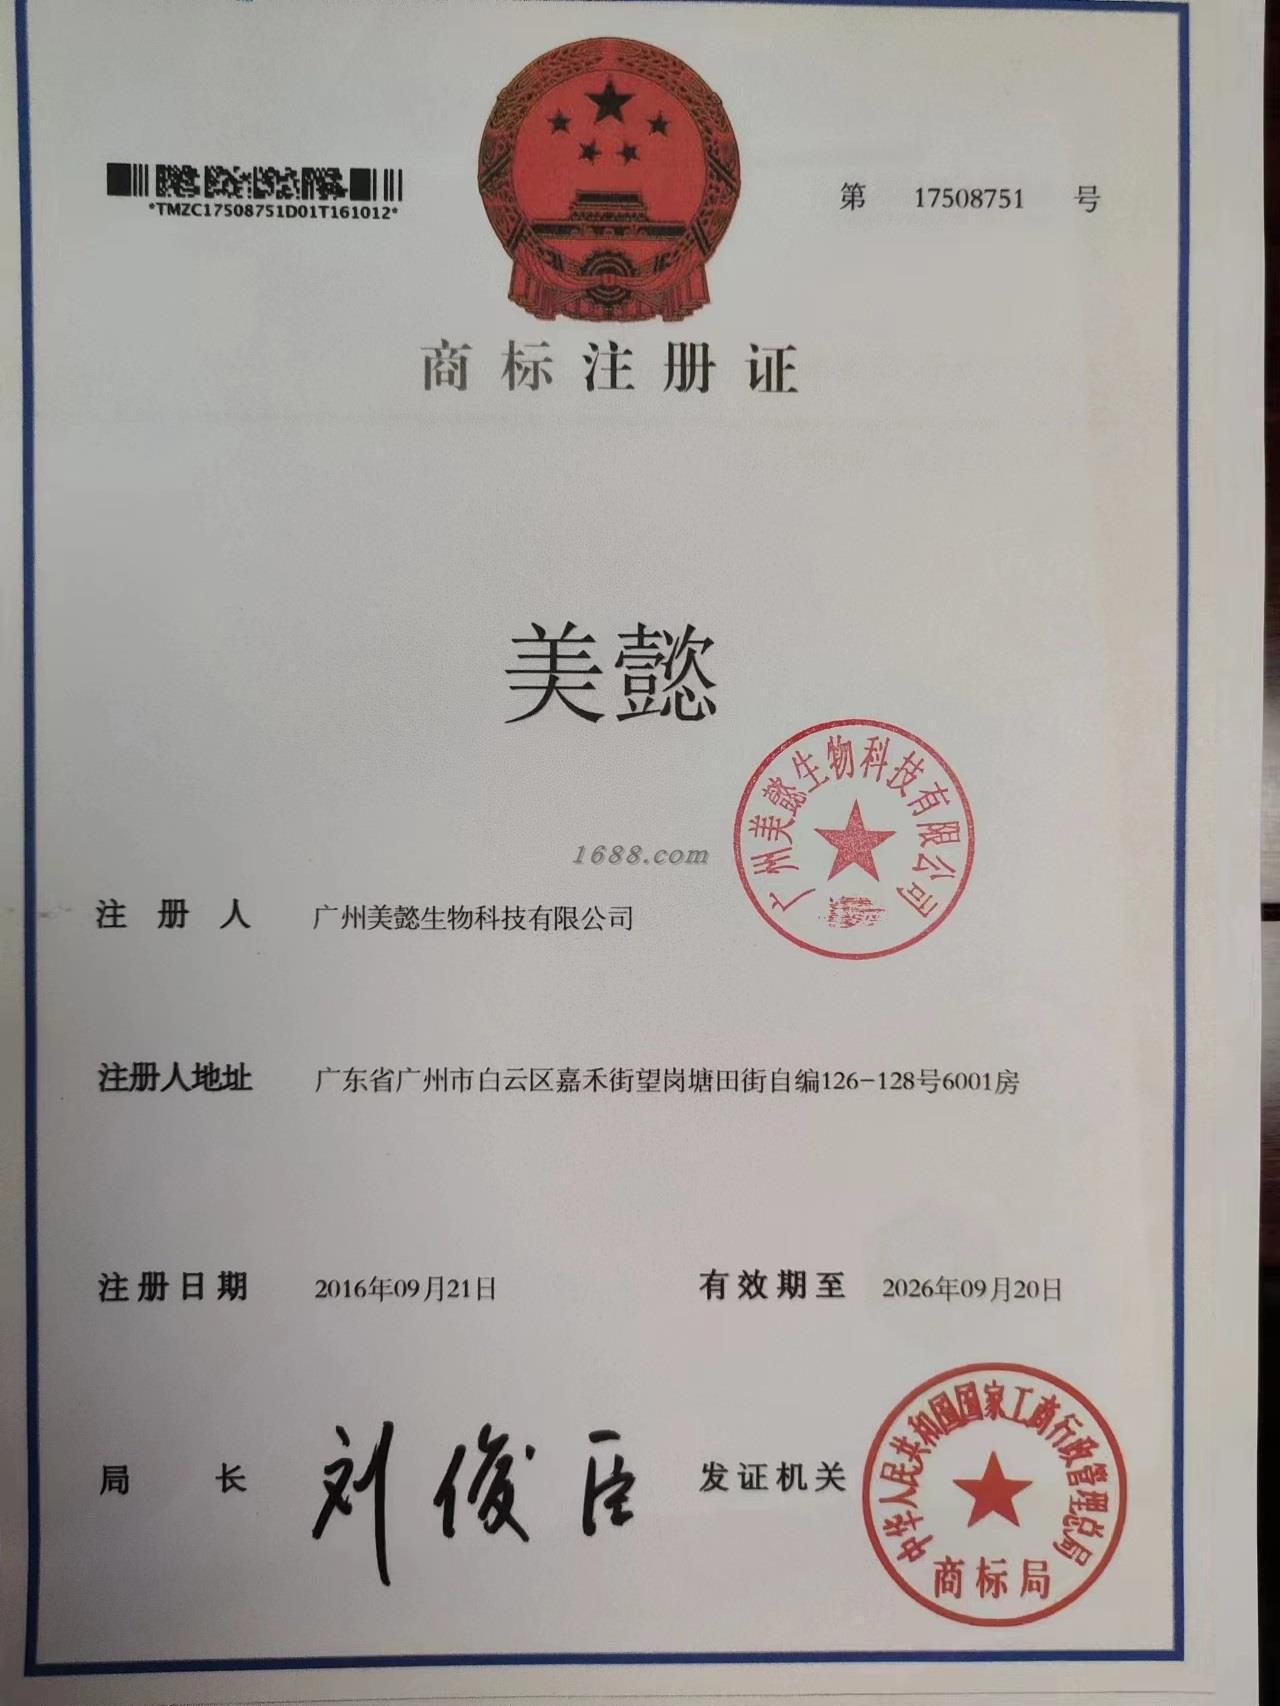 *TMZC17508751D01T161012*
第 17508751 号
商标注册证
美懿
广州美懿生物科技有限公司
1688.com
注册人 广州美懿生物科技有限公司
注册人地址 广东省广州市白云区嘉禾街望岗塘田街自编126-128号6001房
注册日期 2016年09月21日 有效期至 2026年09月20日
局长 刘俊臣 发证机关
中华人民共和国国家工商行政管理总局
商标局